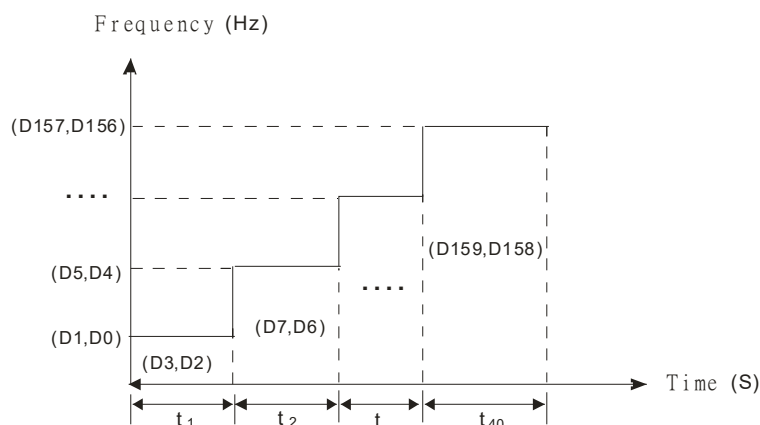 Frequency (Hz)
(D157,D156)
....
(D159,D158)
(D5,D4)
....
(D7,D6)
(D1,D0)
(D3,D2)
Time (S)
t1
t2
t
t40